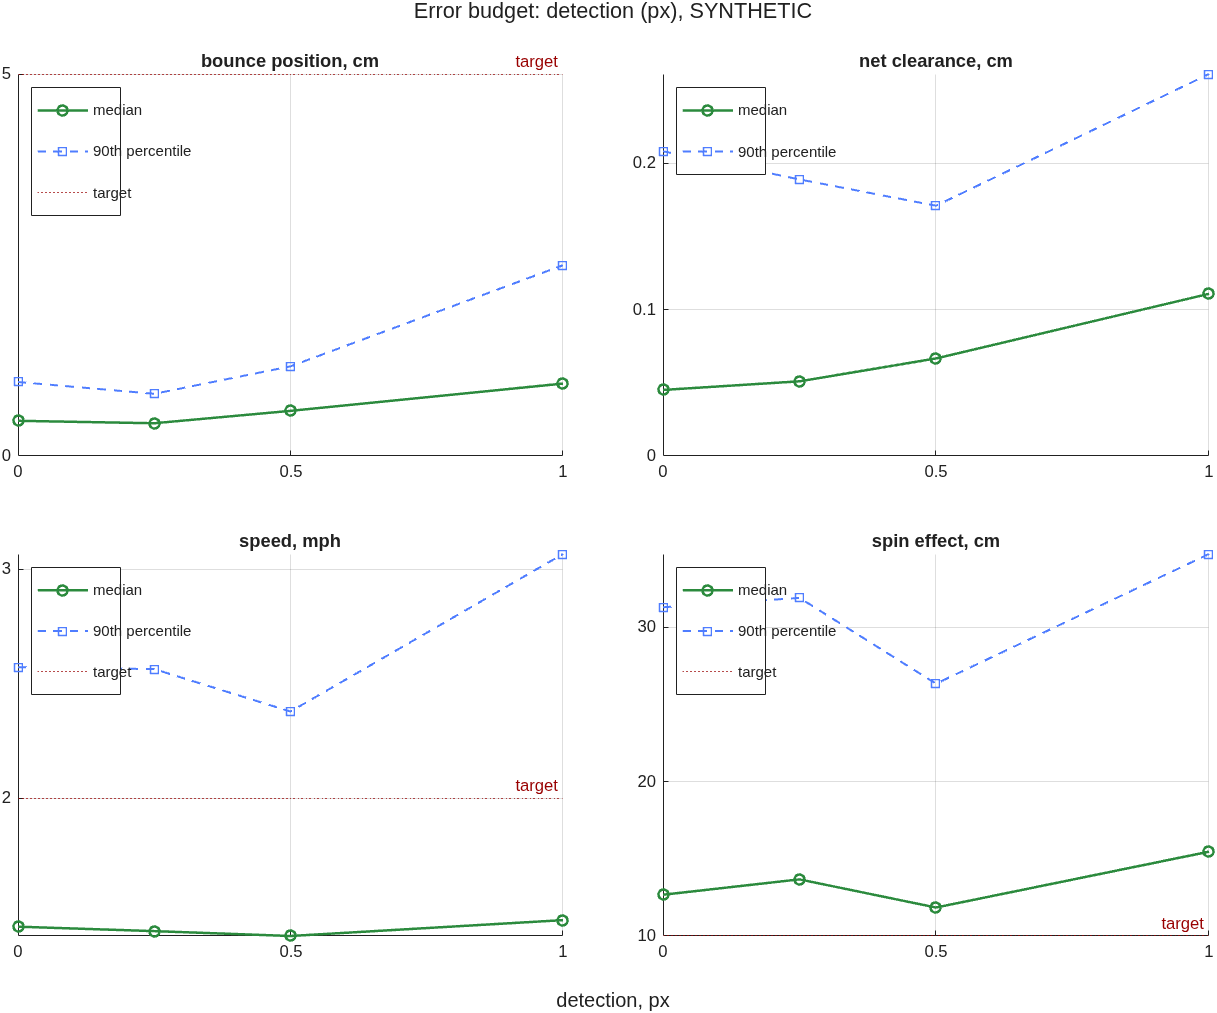 Error budget: detection (px), SYNTHETIC
bounce position, cm
target
5
median
90th percentile
target
0
0
0.5
1
net clearance, cm
median
90th percentile
0.2
0.1
0
0
0.5
1
speed, mph
3
median
90th percentile
target
2
target
0
0.5
1
spin effect, cm
median
90th percentile
target
30
20
10
target
0
0.5
1
detection, px